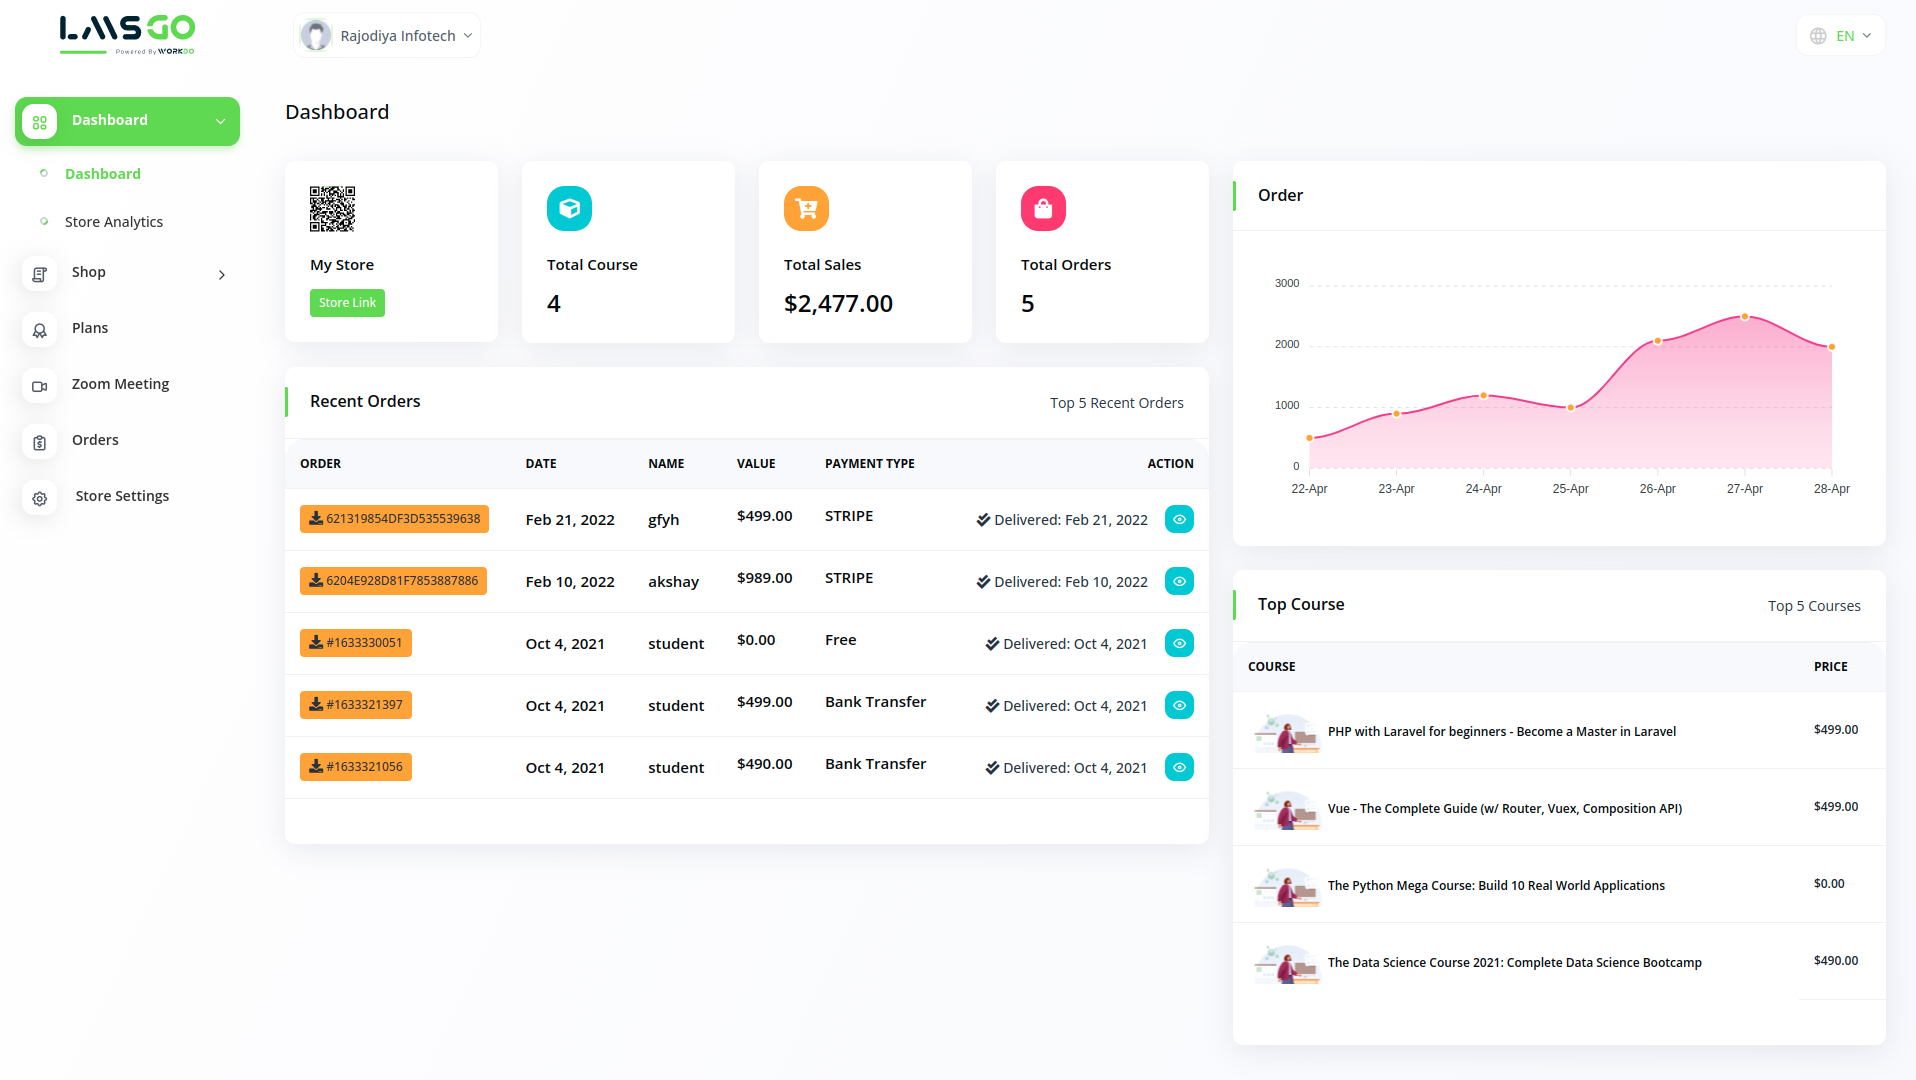 LMSGO
Powered By WORKDO
Rajodiya Infotech
EN
Dashboard
Dashboard
Store Analytics
Shop
Plans
Zoom Meeting
Orders
Store Settings
Dashboard
My Store
Store Link
Total Course
4
Total Sales
$2,477.00
Total Orders
5
Recent Orders
Top 5 Recent Orders
ORDER DATE NAME VALUE PAYMENT TYPE ACTION
621319854DF3D535539638 Feb 21, 2022 gfyh $499.00 STRIPE Delivered: Feb 21, 2022
6204E928D81F7853887886 Feb 10, 2022 akshay $989.00 STRIPE Delivered: Feb 10, 2022
#1633330051 Oct 4, 2021 student $0.00 Free Delivered: Oct 4, 2021
#1633321397 Oct 4, 2021 student $499.00 Bank Transfer Delivered: Oct 4, 2021
#1633321056 Oct 4, 2021 student $490.00 Bank Transfer Delivered: Oct 4, 2021
Order
3000
2000
1000
0
22-Apr 23-Apr 24-Apr 25-Apr 26-Apr 27-Apr 28-Apr
Top Course
Top 5 Courses
COURSE PRICE
PHP with Laravel for beginners - Become a Master in Laravel $499.00
Vue - The Complete Guide (w/ Router, Vuex, Composition API) $499.00
The Python Mega Course: Build 10 Real World Applications $0.00
The Data Science Course 2021: Complete Data Science Bootcamp $490.00